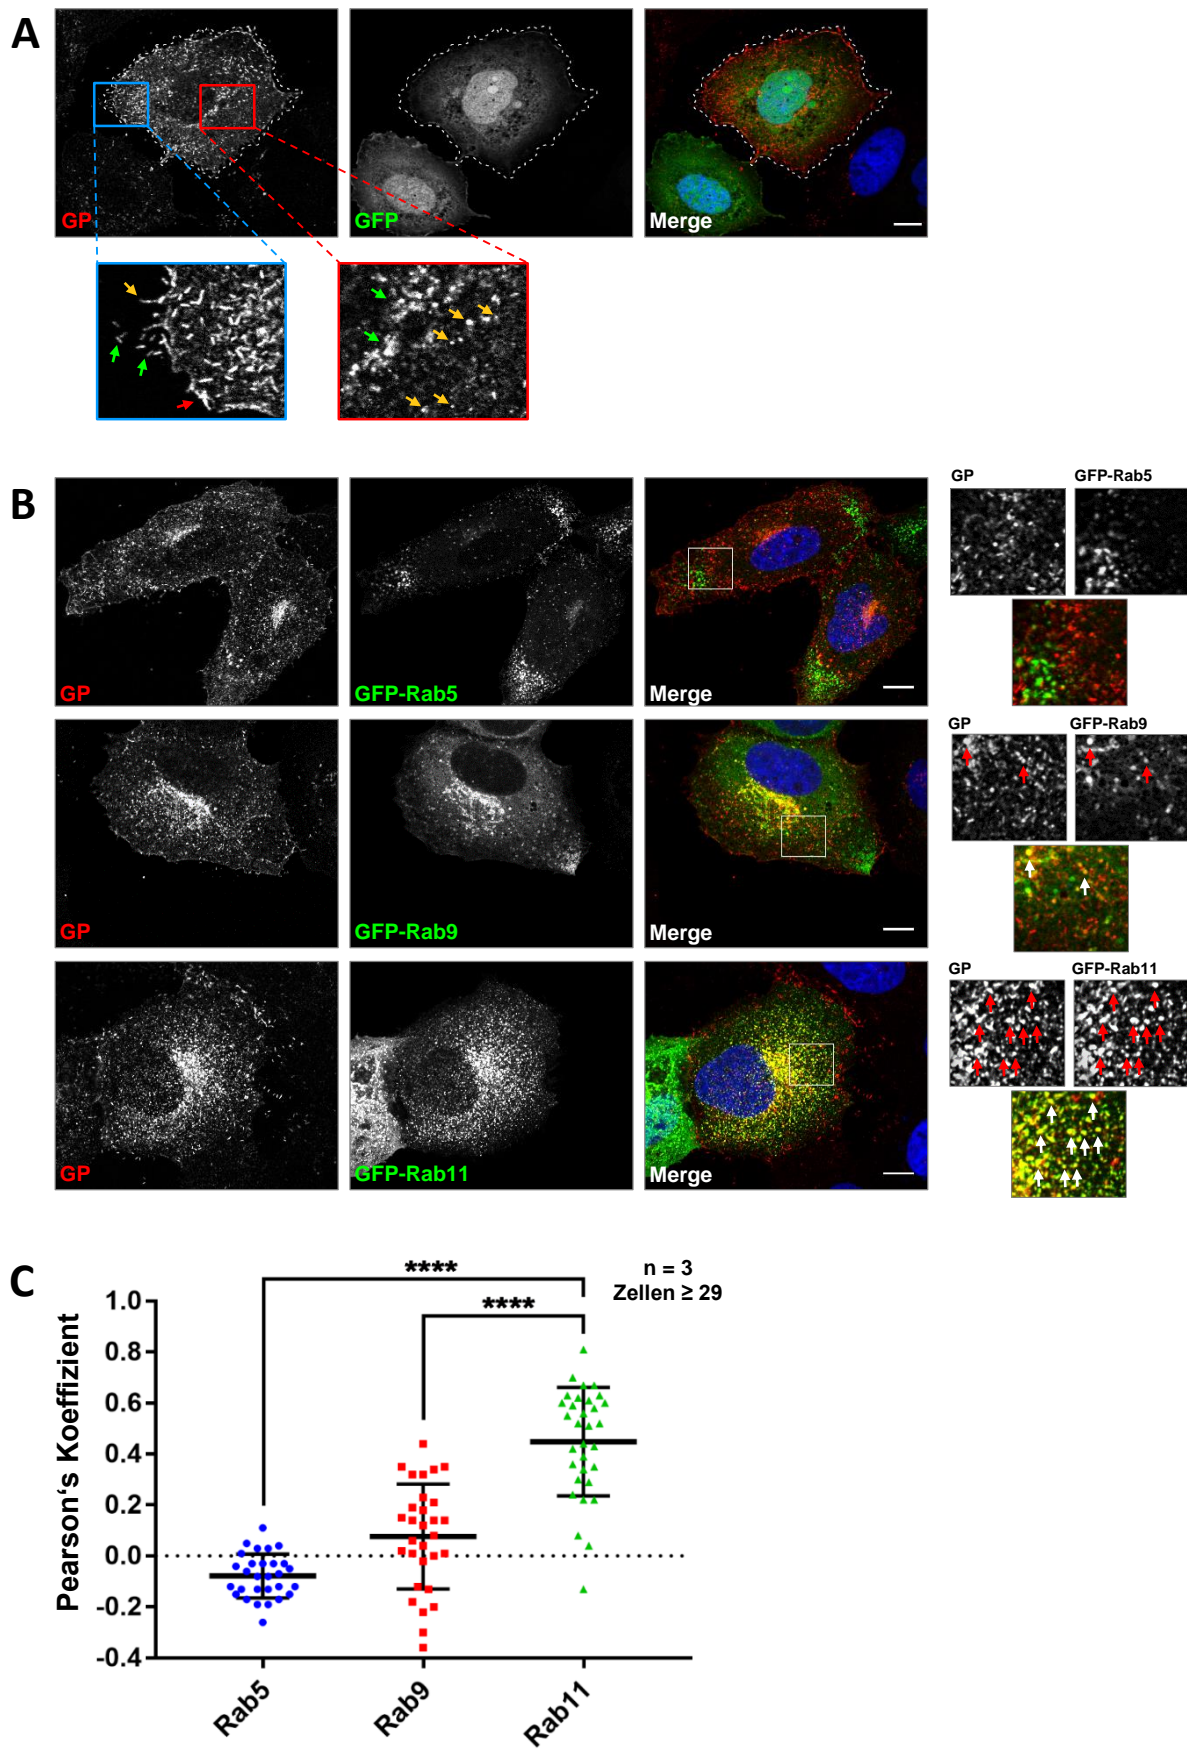 A
GP
GFP
Merge
B
GP
GFP-Rab5
Merge
GP
GFP-Rab5
GP
GFP-Rab9
Merge
GP
GFP-Rab9
GP
GFP-Rab11
Merge
GP
GFP-Rab11
C
n = 3
Zellen ≥ 29
****
****
Pearson‘s Koeffizient
1.0
0.8
0.6
0.4
0.2
0.0
-0.2
-0.4
Rab5
Rab9
Rab11